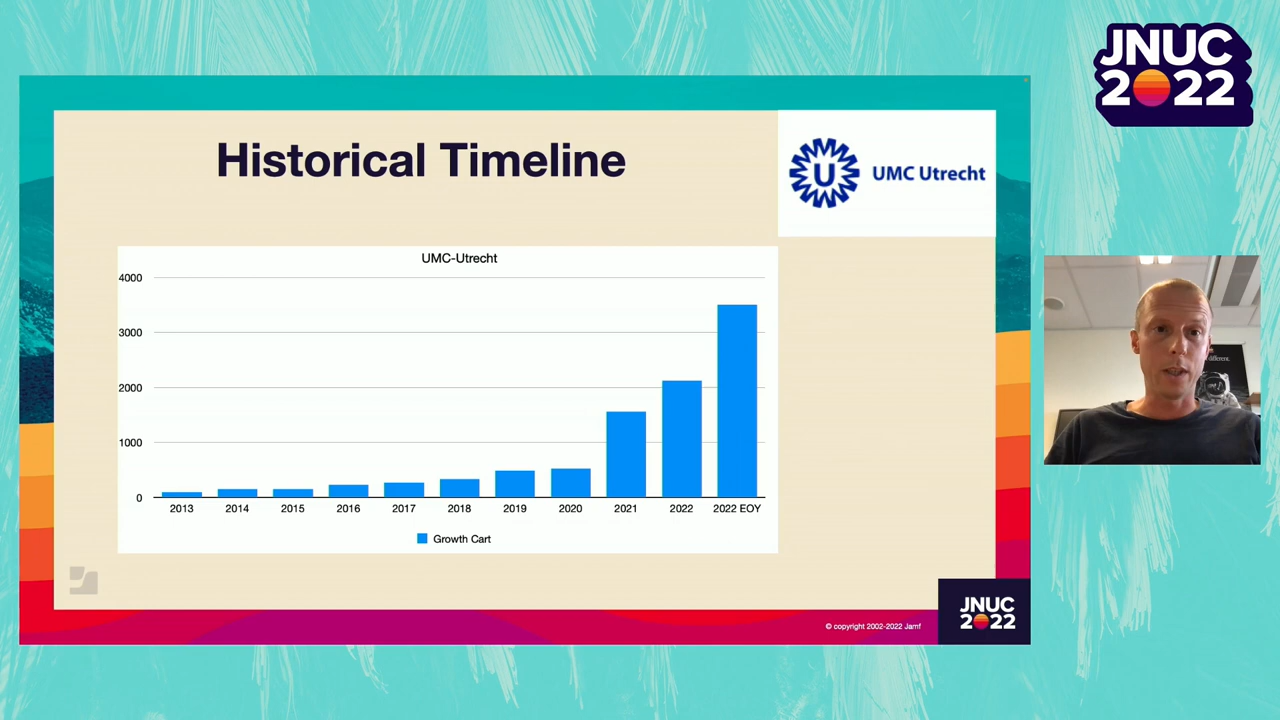 JNUC
2022
Historical Timeline
UMC Utrecht
UMC-Utrecht
4000
3000
2000
1000
0
2013 2014 2015 2016 2017 2018 2019 2020 2021 2022 2022 EOY
Growth Cart
© copyright 2002-2022 Jamf
JNUC
2022